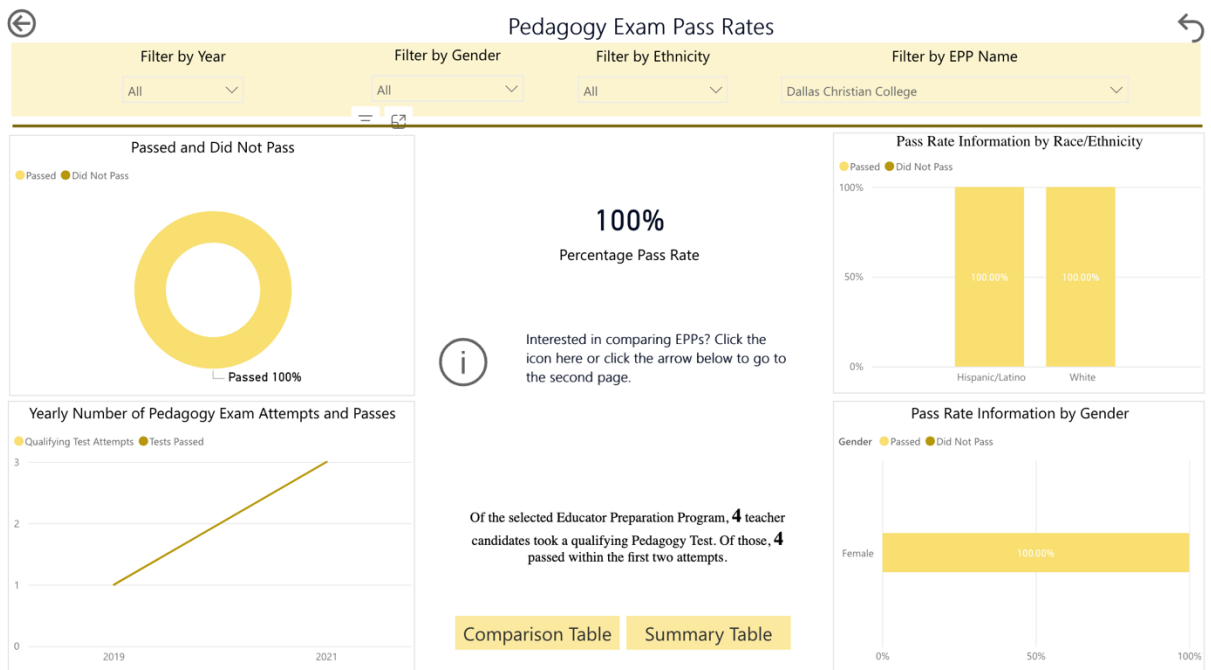 Pedagogy Exam Pass Rates
Filter by Year
All
Filter by Gender
All
Filter by Ethnicity
All
Filter by EPP Name
Dallas Christian College
Passed and Did Not Pass
Passed Did Not Pass
Passed 100%
100%
Percentage Pass Rate
Interested in comparing EPPs? Click the
icon here or click the arrow below to go to
the second page.
Pass Rate Information by Race/Ethnicity
Passed Did Not Pass
100%
50%
0%
100.00%
100.00%
Hispanic/Latino
White
Yearly Number of Pedagogy Exam Attempts and Passes
Qualifying Test Attempts Tests Passed
3
2
1
0
2019
2021
Of the selected Educator Preparation Program, 4 teacher
candidates took a qualifying Pedagogy Test. Of those, 4
passed within the first two attempts.
Comparison Table
Summary Table
Pass Rate Information by Gender
Gender Passed Did Not Pass
Female
100.00%
0%
50%
100%